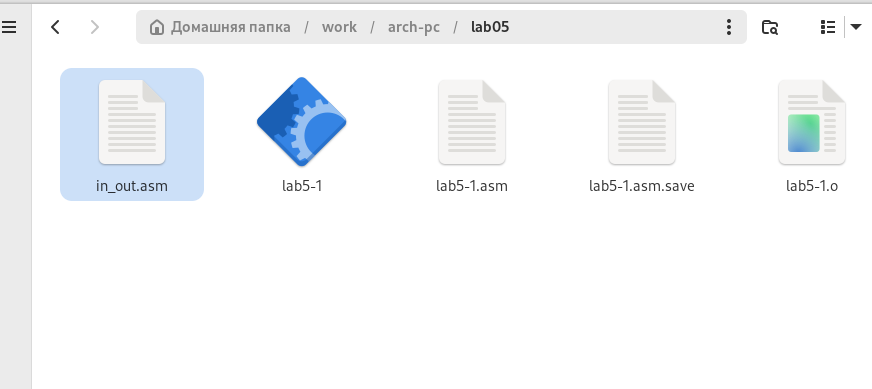 Домашняя папка / work / arch-pc / lab05
in_out.asm
lab5-1
lab5-1.asm
lab5-1.asm.save
lab5-1.o